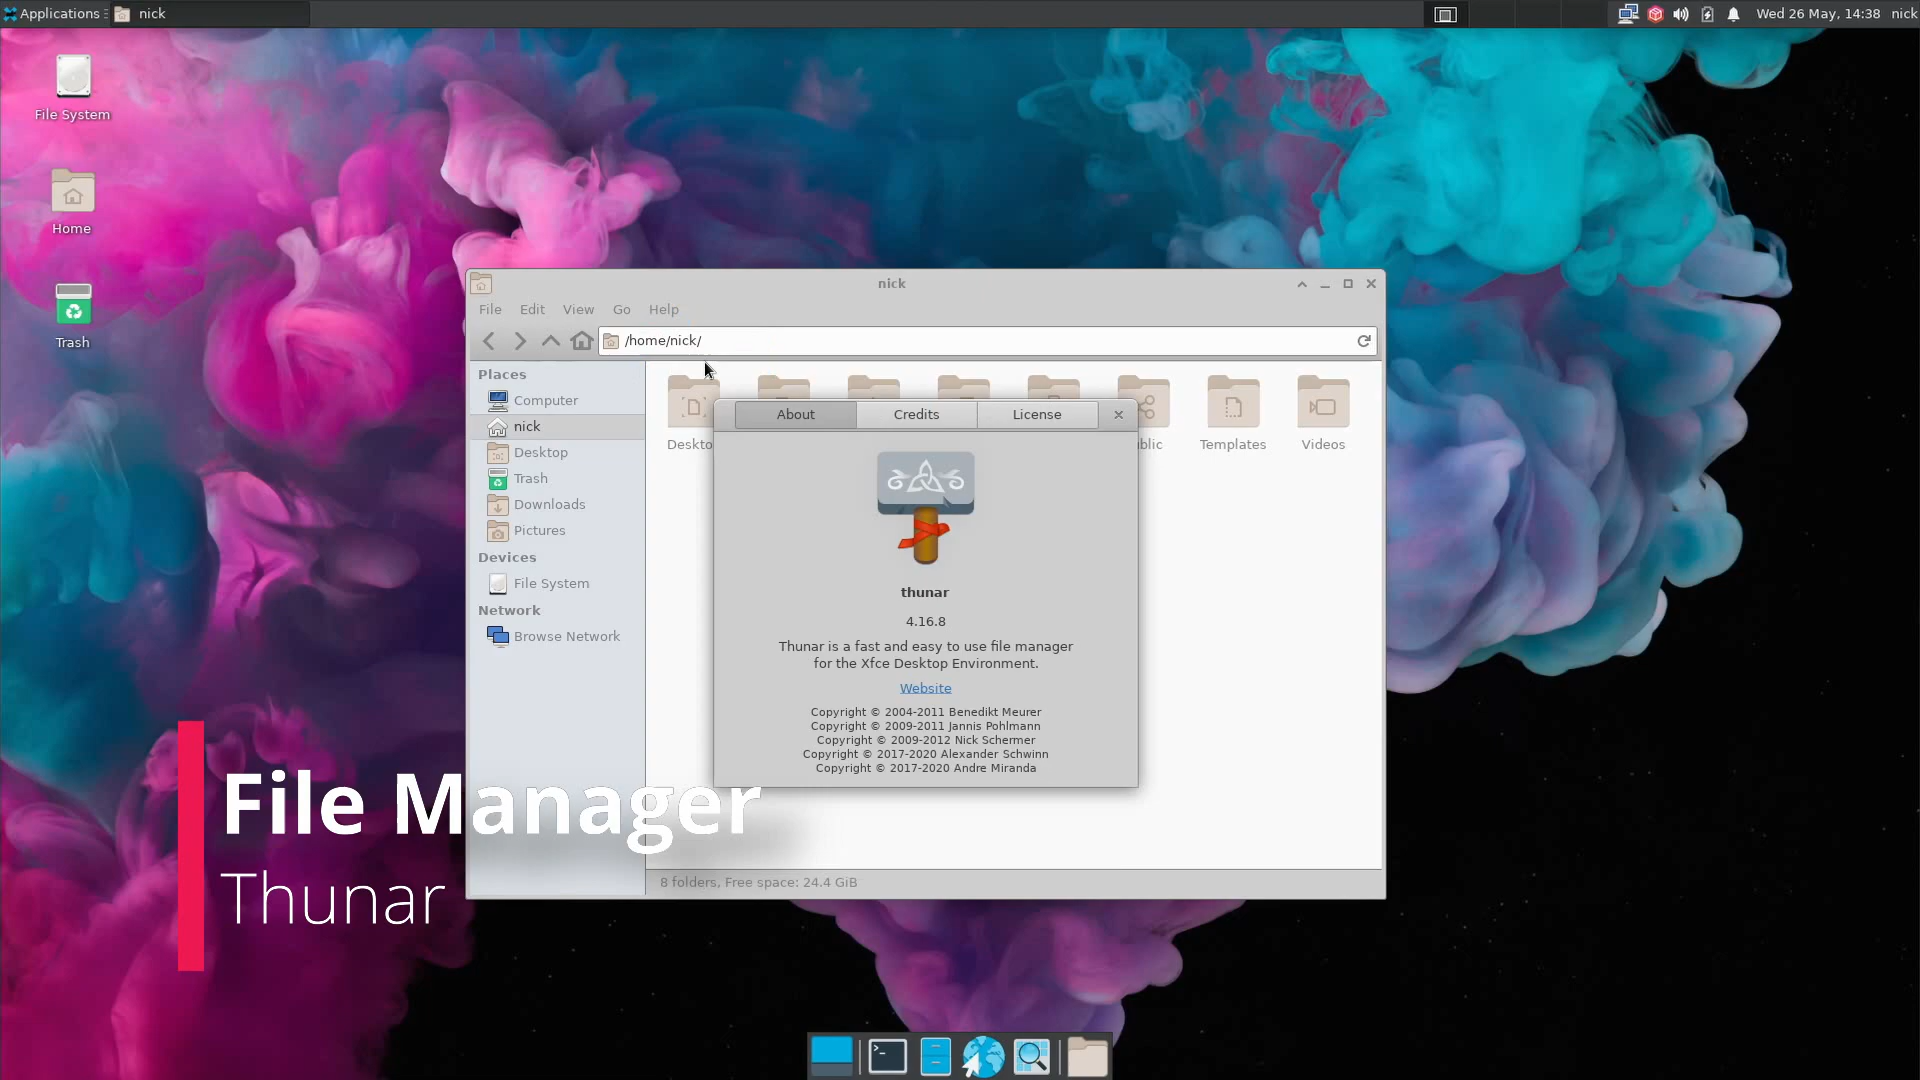 Applications
nick
Wed 26 May, 14:38
nick
File System
Home
Trash
nick
File Edit View Go Help
/home/nick/
Places
Computer
nick
Desktop
Trash
Downloads
Pictures
Devices
File System
Network
Browse Network
Templates
Videos
About
Credits
License
thunar
4.16.8
Thunar is a fast and easy to use file manager
for the Xfce Desktop Environment.
Website
Copyright © 2004-2011 Benedikt Meurer
Copyright © 2009-2011 Jannis Pohlmann
Copyright © 2009-2012 Nick Schermer
Copyright © 2017-2020 Alexander Schwinn
Copyright © 2017-2020 Andre Miranda
8 folders, Free space: 24.4 GiB
File Manager
Thunar